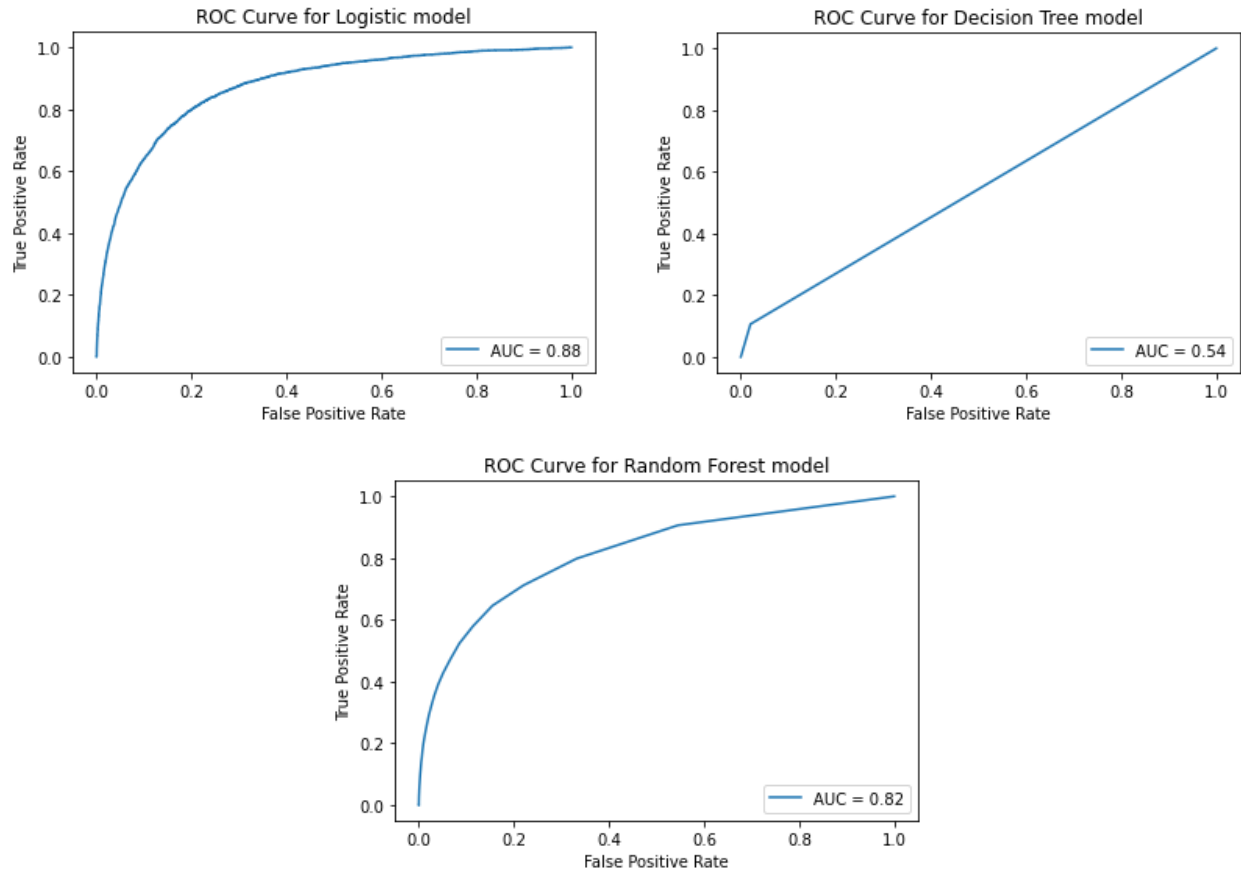 ROC Curve for Logistic model
1.0
0.8
0.6
0.4
0.2
0.0
True Positive Rate
AUC = 0.88
0.0 0.2 0.4 0.6 0.8 1.0
False Positive Rate
ROC Curve for Decision Tree model
1.0
0.8
0.6
0.4
0.2
0.0
True Positive Rate
AUC = 0.54
0.0 0.2 0.4 0.6 0.8 1.0
False Positive Rate
ROC Curve for Random Forest model
1.0
0.8
0.6
0.4
0.2
0.0
True Positive Rate
AUC = 0.82
0.0 0.2 0.4 0.6 0.8 1.0
False Positive Rate